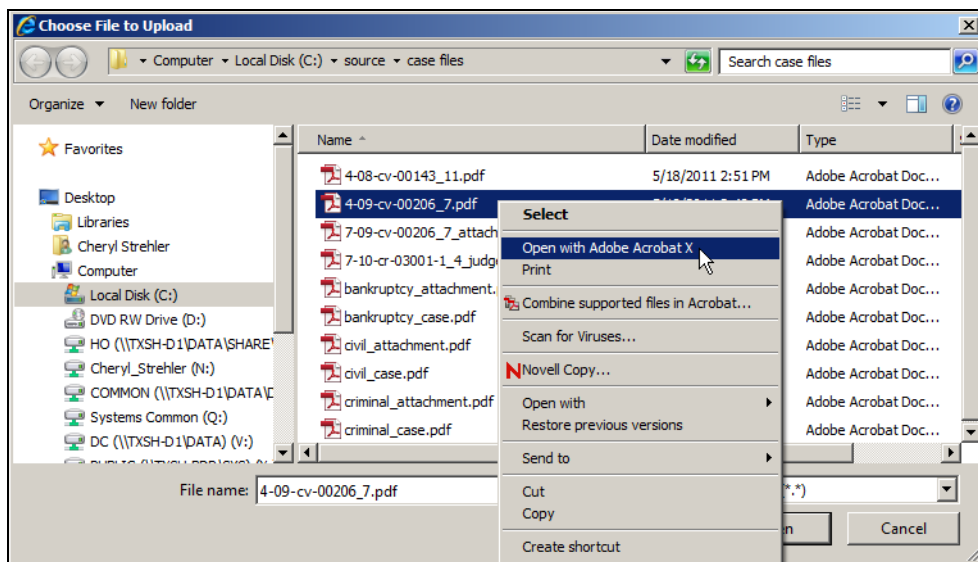 Choose File to Upload
Computer Local Disk (C:) source case files
Search case files
Organize New folder
Favorites
Desktop
Libraries
Cheryl Strehler
Computer
Local Disk (C:)
DVD RW Drive (D:)
HO (\\TXSH-D1\DATA\SHARE
Cheryl_Strehler (N:)
COMMON (\\TXSH-D1\DATA\
Systems Common (Q:)
DC (\\TXSH-D1\DATA) (V:)
Name Date modified Type
4-08-cv-00143_11.pdf 5/18/2011 2:51 PM Adobe Acrobat Doc...
4-09-cv-00206_7.pdf Adobe Acrobat Doc...
7-09-cv-00206_7_attach Adobe Acrobat Doc...
7-10-cr-03001-1_4_judg Adobe Acrobat Doc...
bankruptcy_attachment. Adobe Acrobat Doc...
bankruptcy_case.pdf Adobe Acrobat Doc...
civil_attachment.pdf Adobe Acrobat Doc...
civil_case.pdf Adobe Acrobat Doc...
criminal_attachment.pdf Adobe Acrobat Doc...
criminal_case.pdf Adobe Acrobat Doc...
Select
Open with Adobe Acrobat X
Print
Combine supported files in Acrobat...
Scan for Viruses...
Novell Copy...
Open with
Restore previous versions
Send to
Cut
Copy
Create shortcut
File name: 4-09-cv-00206_7.pdf
(*.*)
Cancel